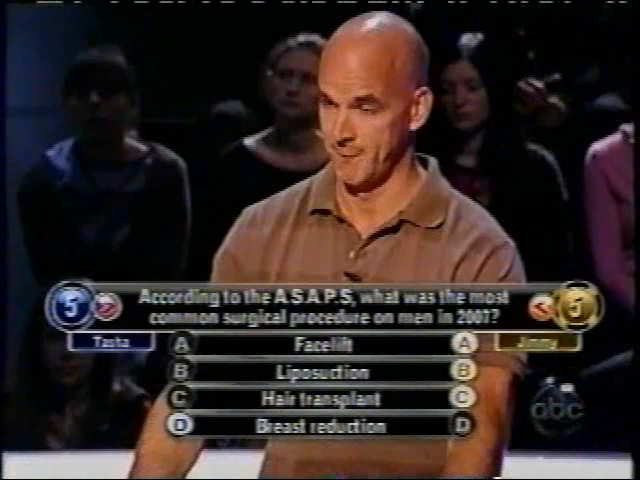 According to the A.S.A.P.S, what was the most
common surgical procedure on men in 2007?
5
5
Tasha
Jimmy
A Facelift A
B Liposuction B
C Hair transplant C
D Breast reduction D
abc